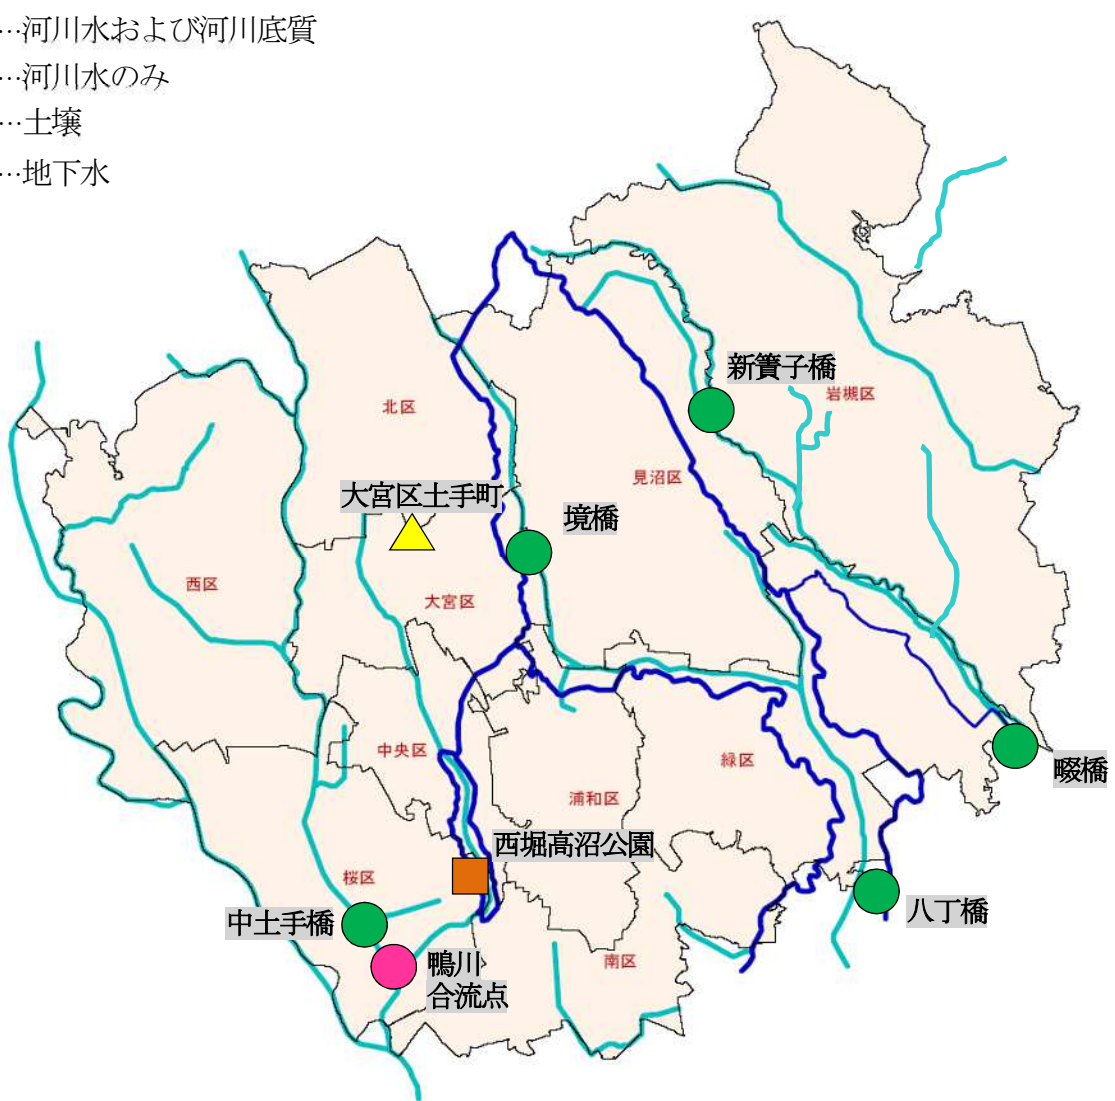 …河川水および河川底質
…河川水のみ
…土壌
…地下水
新簀子橋
岩槻区
北区
見沼区
大宮区土手町
境橋
西区
大宮区
中央区
緑区
畷橋
浦和区
西堀高沼公園
桜区
八丁橋
中土手橋
鴨川
合流点
南区